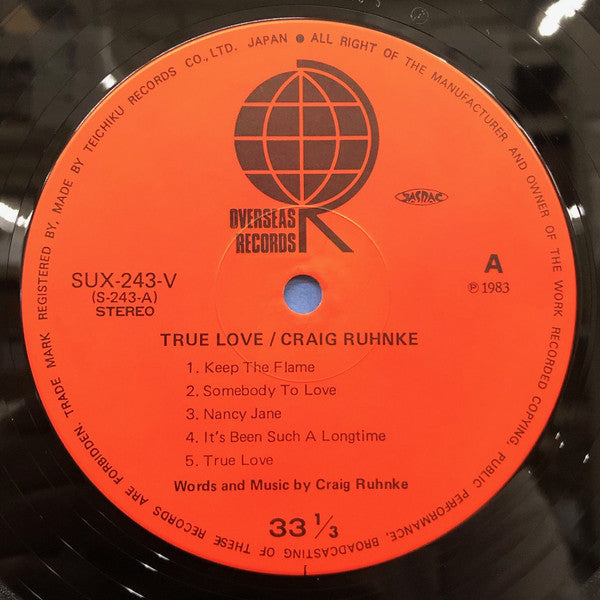 TRADE MARK REGISTERED BY, MADE BY TEICHIKU RECORDS CO., LTD. JAPAN ● ALL RIGHT OF THE MANUFACTURER AND OWNER OF THE WORK RECORDED COPYING, PUBLIC PERFORMANCE, BROADCASTING OF THESE RECORDS ARE FORBIDDEN.
OVERSEAS
RECORDS
JASRAC
SUX-243-V
(S-243-A)
STEREO
A
℗ 1983
TRUE LOVE / CRAIG RUHNKE
1. Keep The Flame
2. Somebody To Love
3. Nancy Jane
4. It's Been Such A Longtime
5. True Love
Words and Music by Craig Ruhnke
33 1/3